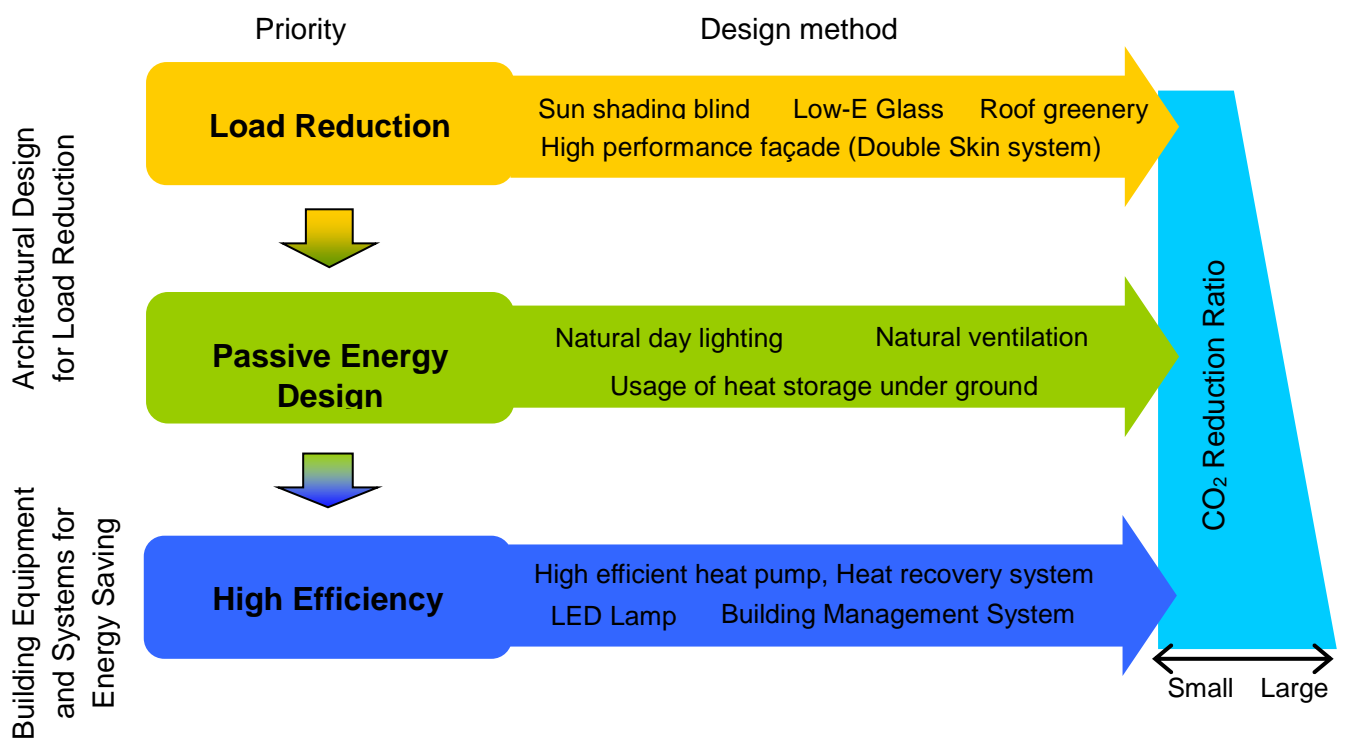 Priority
Design method
Architectural Design
for Load Reduction
Load Reduction
Sun shading blind
Low-E Glass
Roof greenery
High performance façade (Double Skin system)
Passive Energy
Design
Natural day lighting
Natural ventilation
Usage of heat storage under ground
Building Equipment
and Systems for
Energy Saving
High Efficiency
High efficient heat pump, Heat recovery system
LED Lamp
Building Management System
CO₂ Reduction Ratio
Small
Large